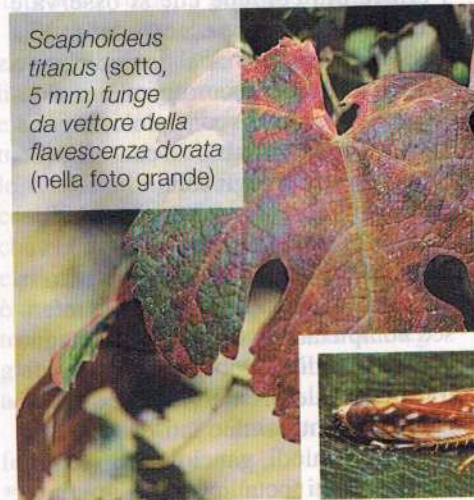 Scaphoideus
titanus (sotto,
5 mm) funge
da vettore della
flavescenza dorata
(nella foto grande)